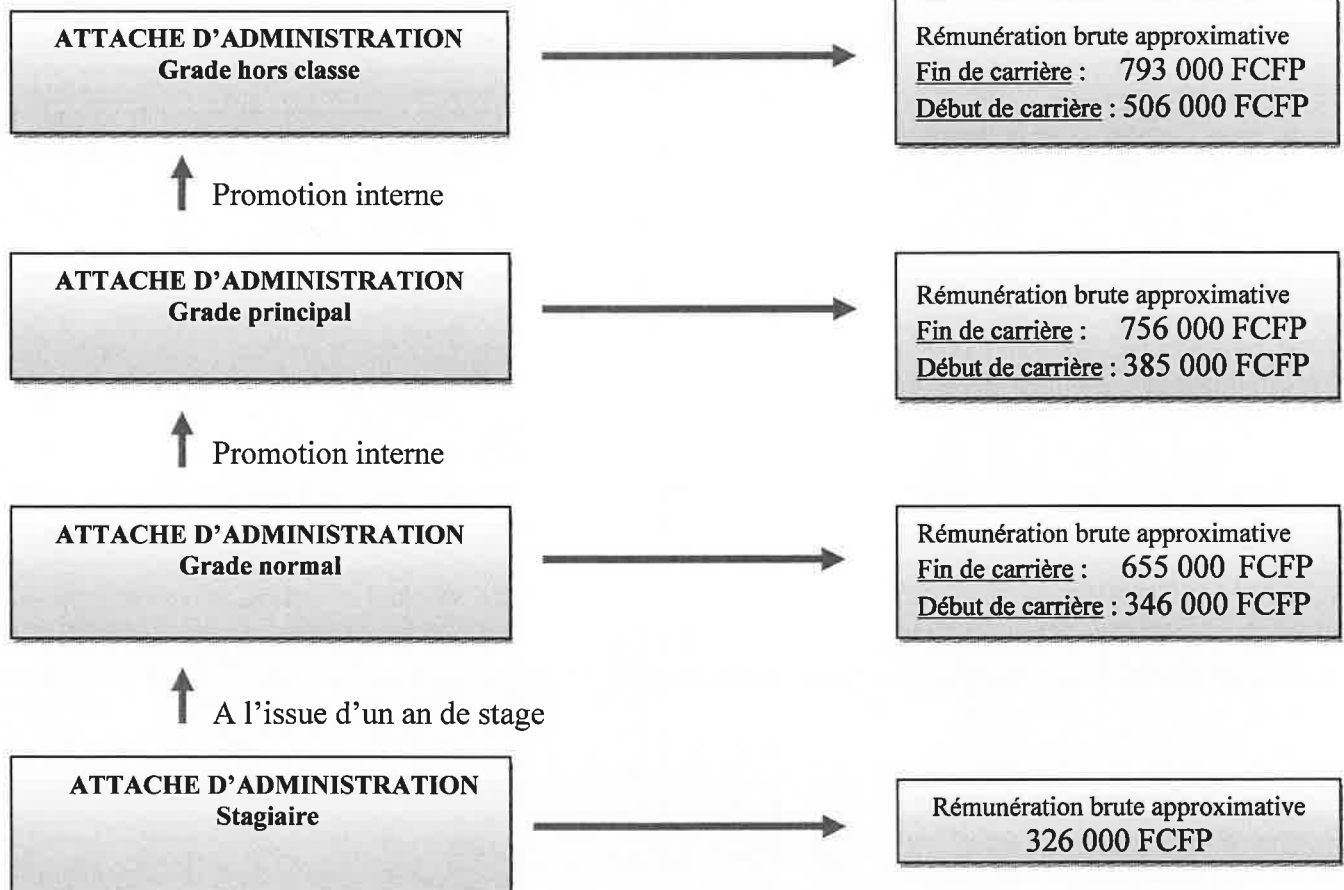 ATTACHE D'ADMINISTRATION
Grade hors classe
Rémunération brute approximative
Fin de carrière : 793 000 FCFP
Début de carrière : 506 000 FCFP
Promotion interne
ATTACHE D'ADMINISTRATION
Grade principal
Rémunération brute approximative
Fin de carrière : 756 000 FCFP
Début de carrière : 385 000 FCFP
Promotion interne
ATTACHE D'ADMINISTRATION
Grade normal
Rémunération brute approximative
Fin de carrière : 655 000 FCFP
Début de carrière : 346 000 FCFP
A l'issue d'un an de stage
ATTACHE D'ADMINISTRATION
Stagiaire
Rémunération brute approximative
326 000 FCFP